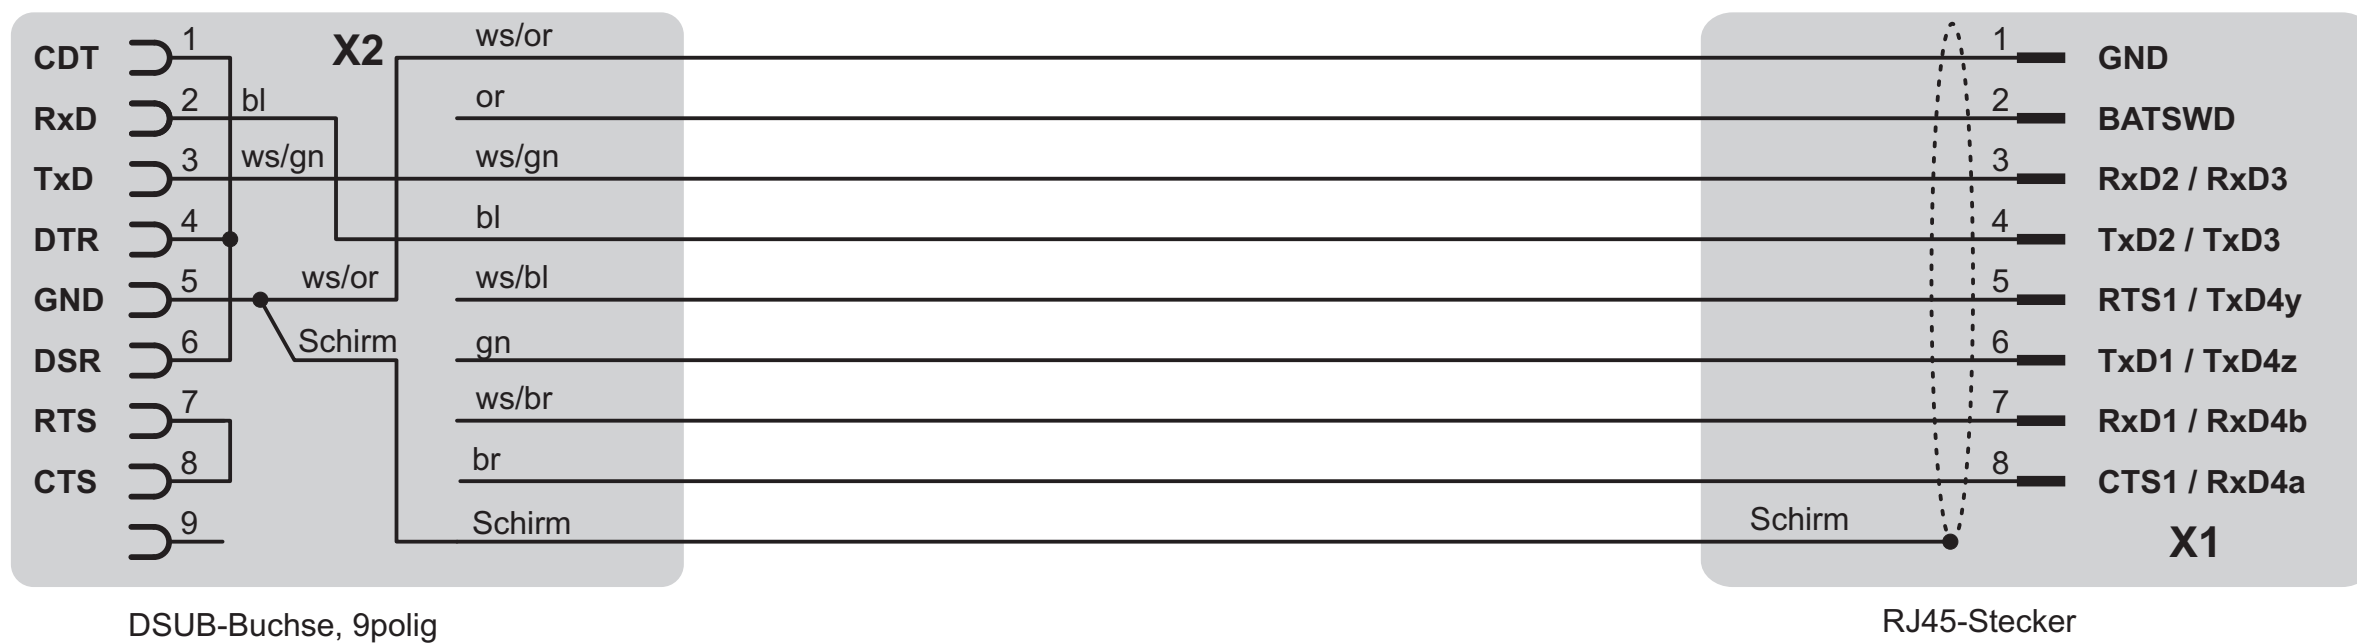 CDT 1 X2 ws/or 1 GND
RxD 2 bl or 2 BATSWD
TxD 3 ws/gn ws/gn 3 RxD2 / RxD3
DTR 4 bl 4 TxD2 / TxD3
GND 5 ws/or ws/bl 5 RTS1 / TxD4y
DSR 6 Schirm gn 6 TxD1 / TxD4z
RTS 7 ws/br 7 RxD1 / RxD4b
CTS 8 br 8 CTS1 / RxD4a
9 Schirm Schirm X1
DSUB-Buchse, 9polig RJ45-Stecker